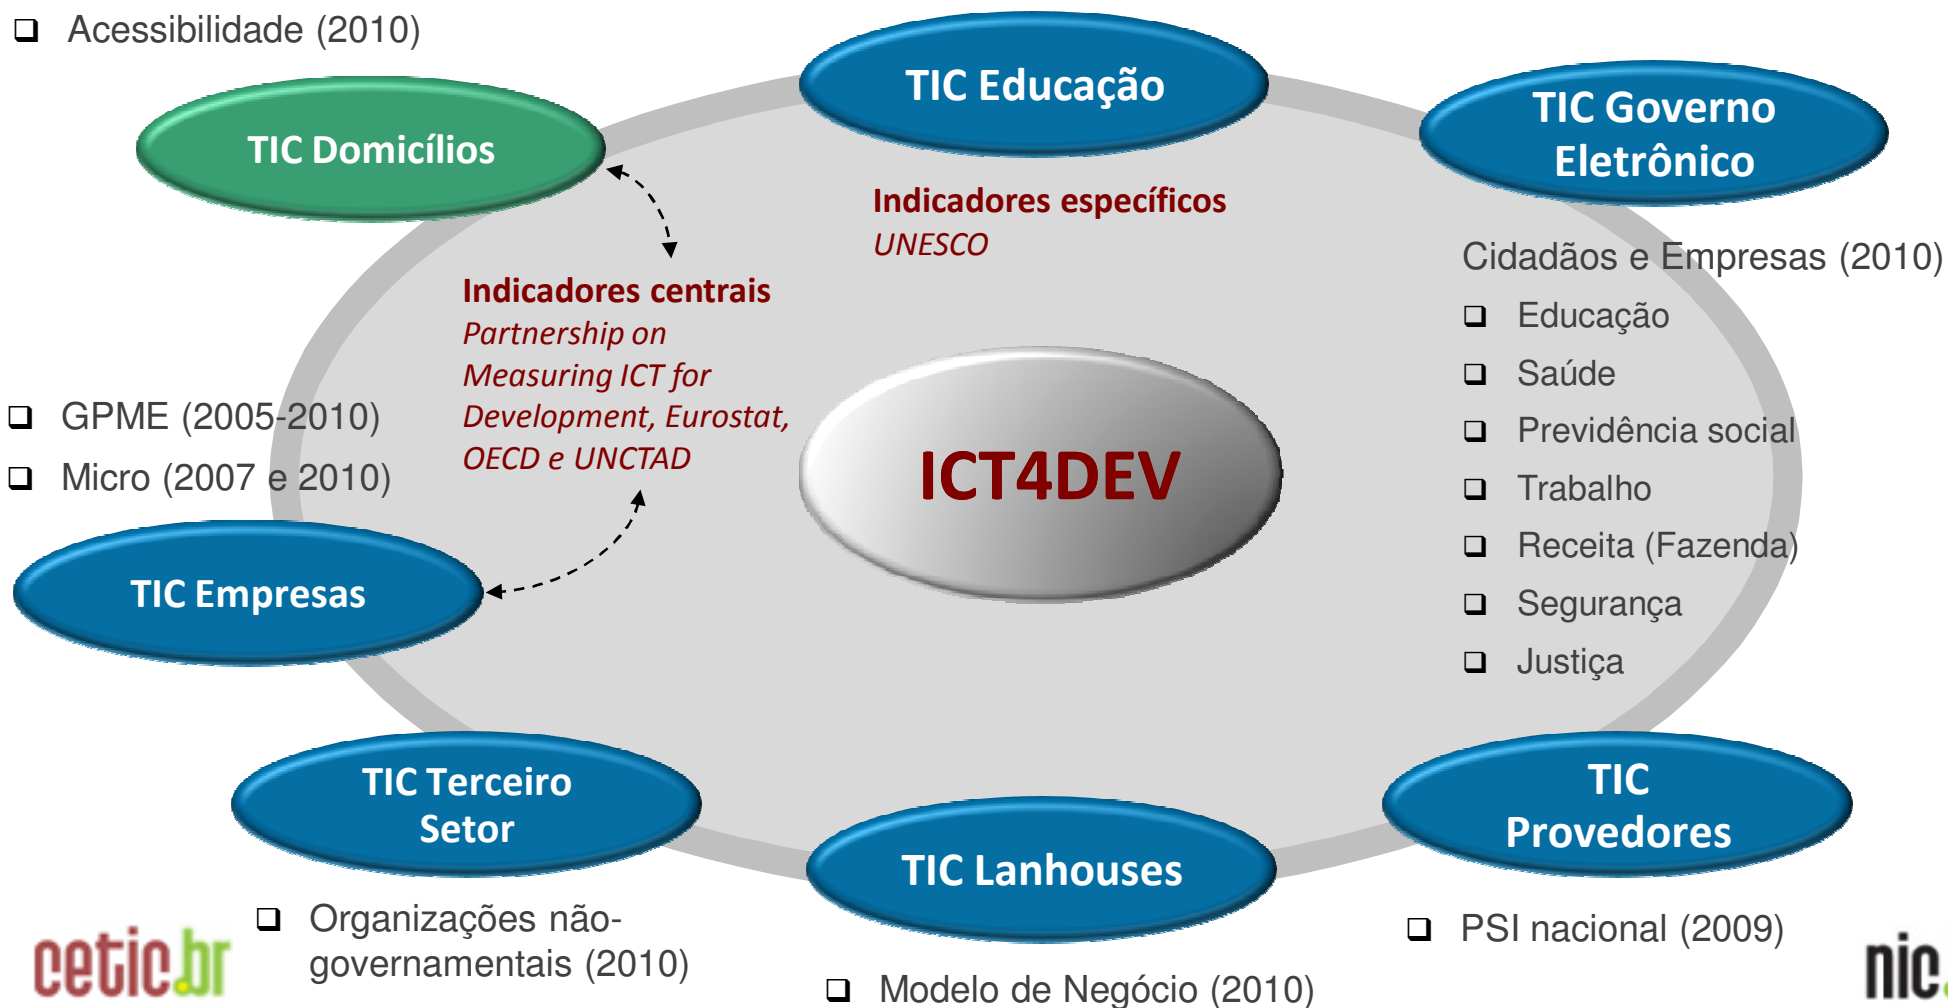 ❑ Acessibilidade (2010)
TIC Domicílios
TIC Educação
TIC Governo
Eletrônico
Indicadores específicos
UNESCO
Indicadores centrais
Partnership on
Measuring ICT for
Development, Eurostat,
OECD e UNCTAD
Cidadãos e Empresas (2010)
❑ Educação
❑ Saúde
❑ Previdência social
❑ Trabalho
❑ Receita (Fazenda)
❑ Segurança
❑ Justiça
ICT4DEV
❑ GPME (2005-2010)
❑ Micro (2007 e 2010)
TIC Empresas
TIC Terceiro
Setor
❑ Organizações não-
governamentais (2010)
TIC Lanhouses
❑ Modelo de Negócio (2010)
TIC
Provedores
❑ PSI nacional (2009)
cetic.br
nic.